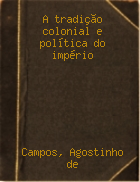 A tradição
colonial e
política do
império
Campos, Agostinho
de